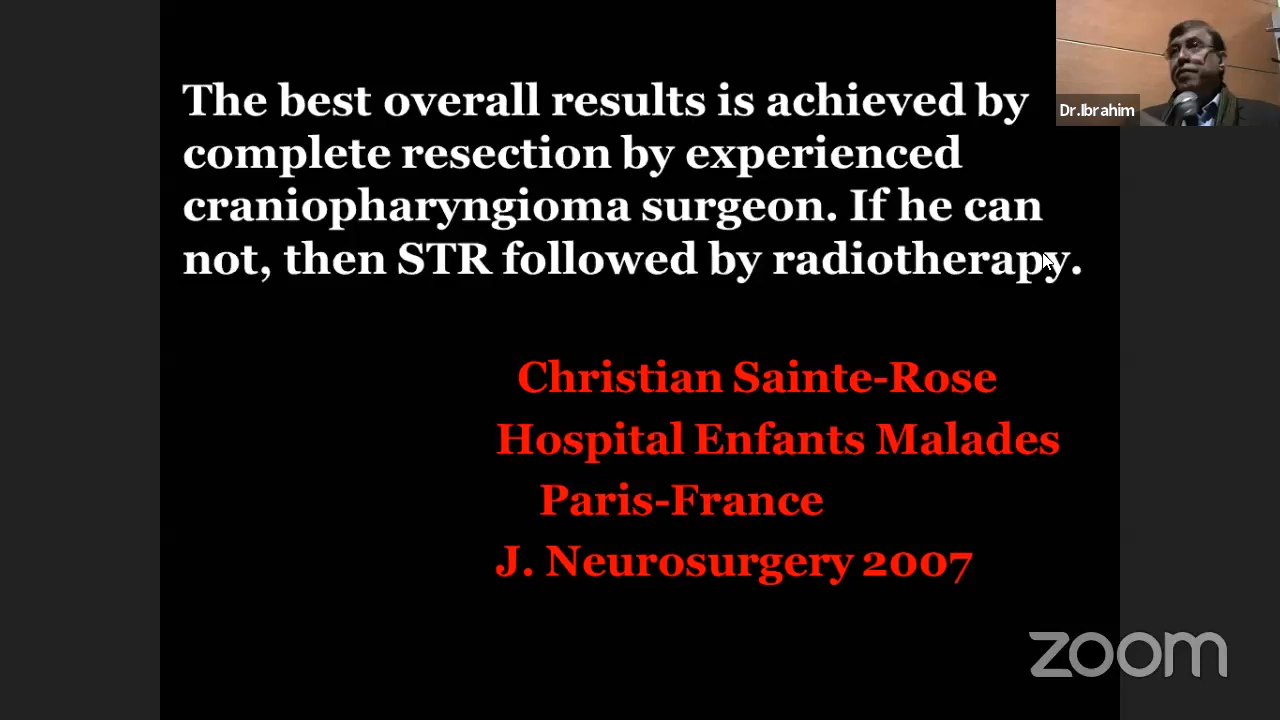 The best overall results is achieved by
complete resection by experienced
craniopharyngioma surgeon. If he can
not, then STR followed by radiotherapy.
Christian Sainte-Rose
Hospital Enfants Malades
Paris-France
J. Neurosurgery 2007
Dr.Ibrahim
zoom